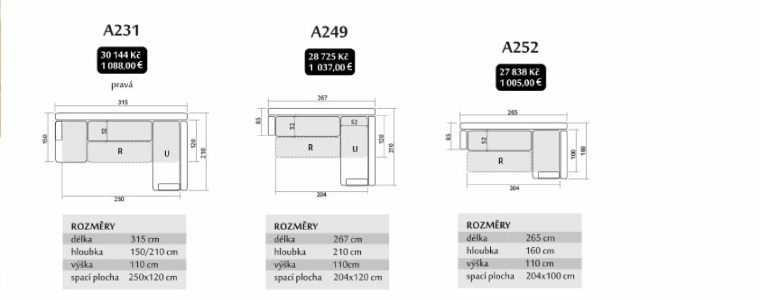 A231
30 144 Kč
1 088,00 €
pravá
315
150
52
R
U
120
210
250
ROZMĚRY
délka 315 cm
hloubka 150/210 cm
výška 110 cm
spací plocha 250x120 cm
A249
28 725 Kč
1 037,00 €
267
85
52
52
R
U
120
210
204
ROZMĚRY
délka 267 cm
hloubka 210 cm
výška 110cm
spací plocha 204x120 cm
A252
27 838 Kč
1 005,00 €
265
85
52
R
100
160
204
ROZMĚRY
délka 265 cm
hloubka 160 cm
výška 110 cm
spací plocha 204x100 cm